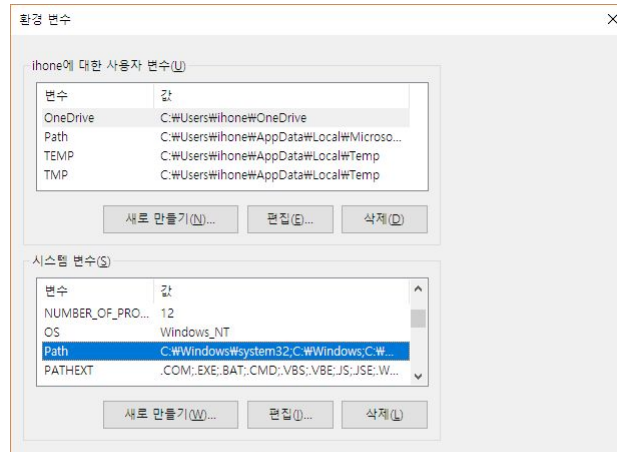 환경 변수
ihone에 대한 사용자 변수(U)
변수 값
OneDrive C:₩Users₩ihone₩OneDrive
Path C:₩Users₩ihone₩AppData₩Local₩Microso...
TEMP C:₩Users₩ihone₩AppData₩Local₩Temp
TMP C:₩Users₩ihone₩AppData₩Local₩Temp
새로 만들기(N)... 편집(E)... 삭제(D)
시스템 변수(S)
변수 값
NUMBER_OF_PRO... 12
OS Windows_NT
Path C:₩Windows₩system32;C:₩Windows;C:₩...
PATHEXT .COM;.EXE;.BAT;.CMD;.VBS;.VBE;.JS;.JSE;.W...
새로 만들기(W)... 편집(I)... 삭제(L)